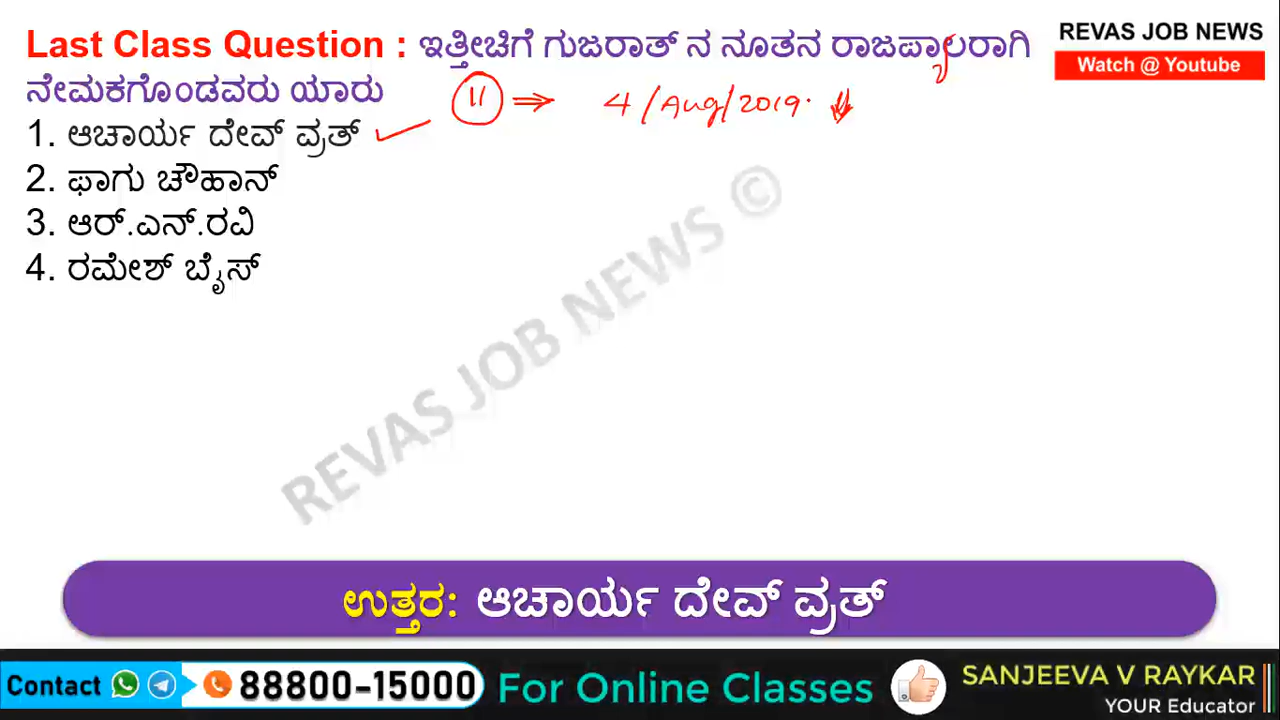 Last Class Question : ಇತ್ತೀಚಿಗೆ ಗುಜರಾತ್ ನ ನೂತನ ರಾಜಪಾಲರಾಗಿ
ನೇಮಕಗೊಂಡವರು ಯಾರು
11 ⇒ 4/Aug/2019.
1. ಆಚಾರ್ಯ ದೇವ್ ವ್ರತ್
2. ಫಾಗು ಚೌಹಾನ್
3. ಆರ್.ಎನ್.ರವಿ
4. ರಮೇಶ್ ಬೈಸ್
REVAS JOB NEWS
Watch @ Youtube
REVAS JOB NEWS ©
ಉತ್ತರ: ಆಚಾರ್ಯ ದೇವ್ ವ್ರತ್
Contact 88800-15000 For Online Classes
SANJEEVA V RAYKAR
YOUR Educator